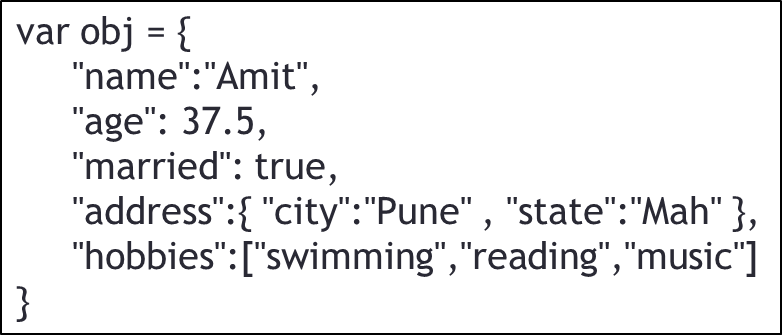 var obj = {
"name":"Amit",
"age": 37.5,
"married": true,
"address":{ "city":"Pune" , "state":"Mah" },
"hobbies":["swimming","reading","music"]
}